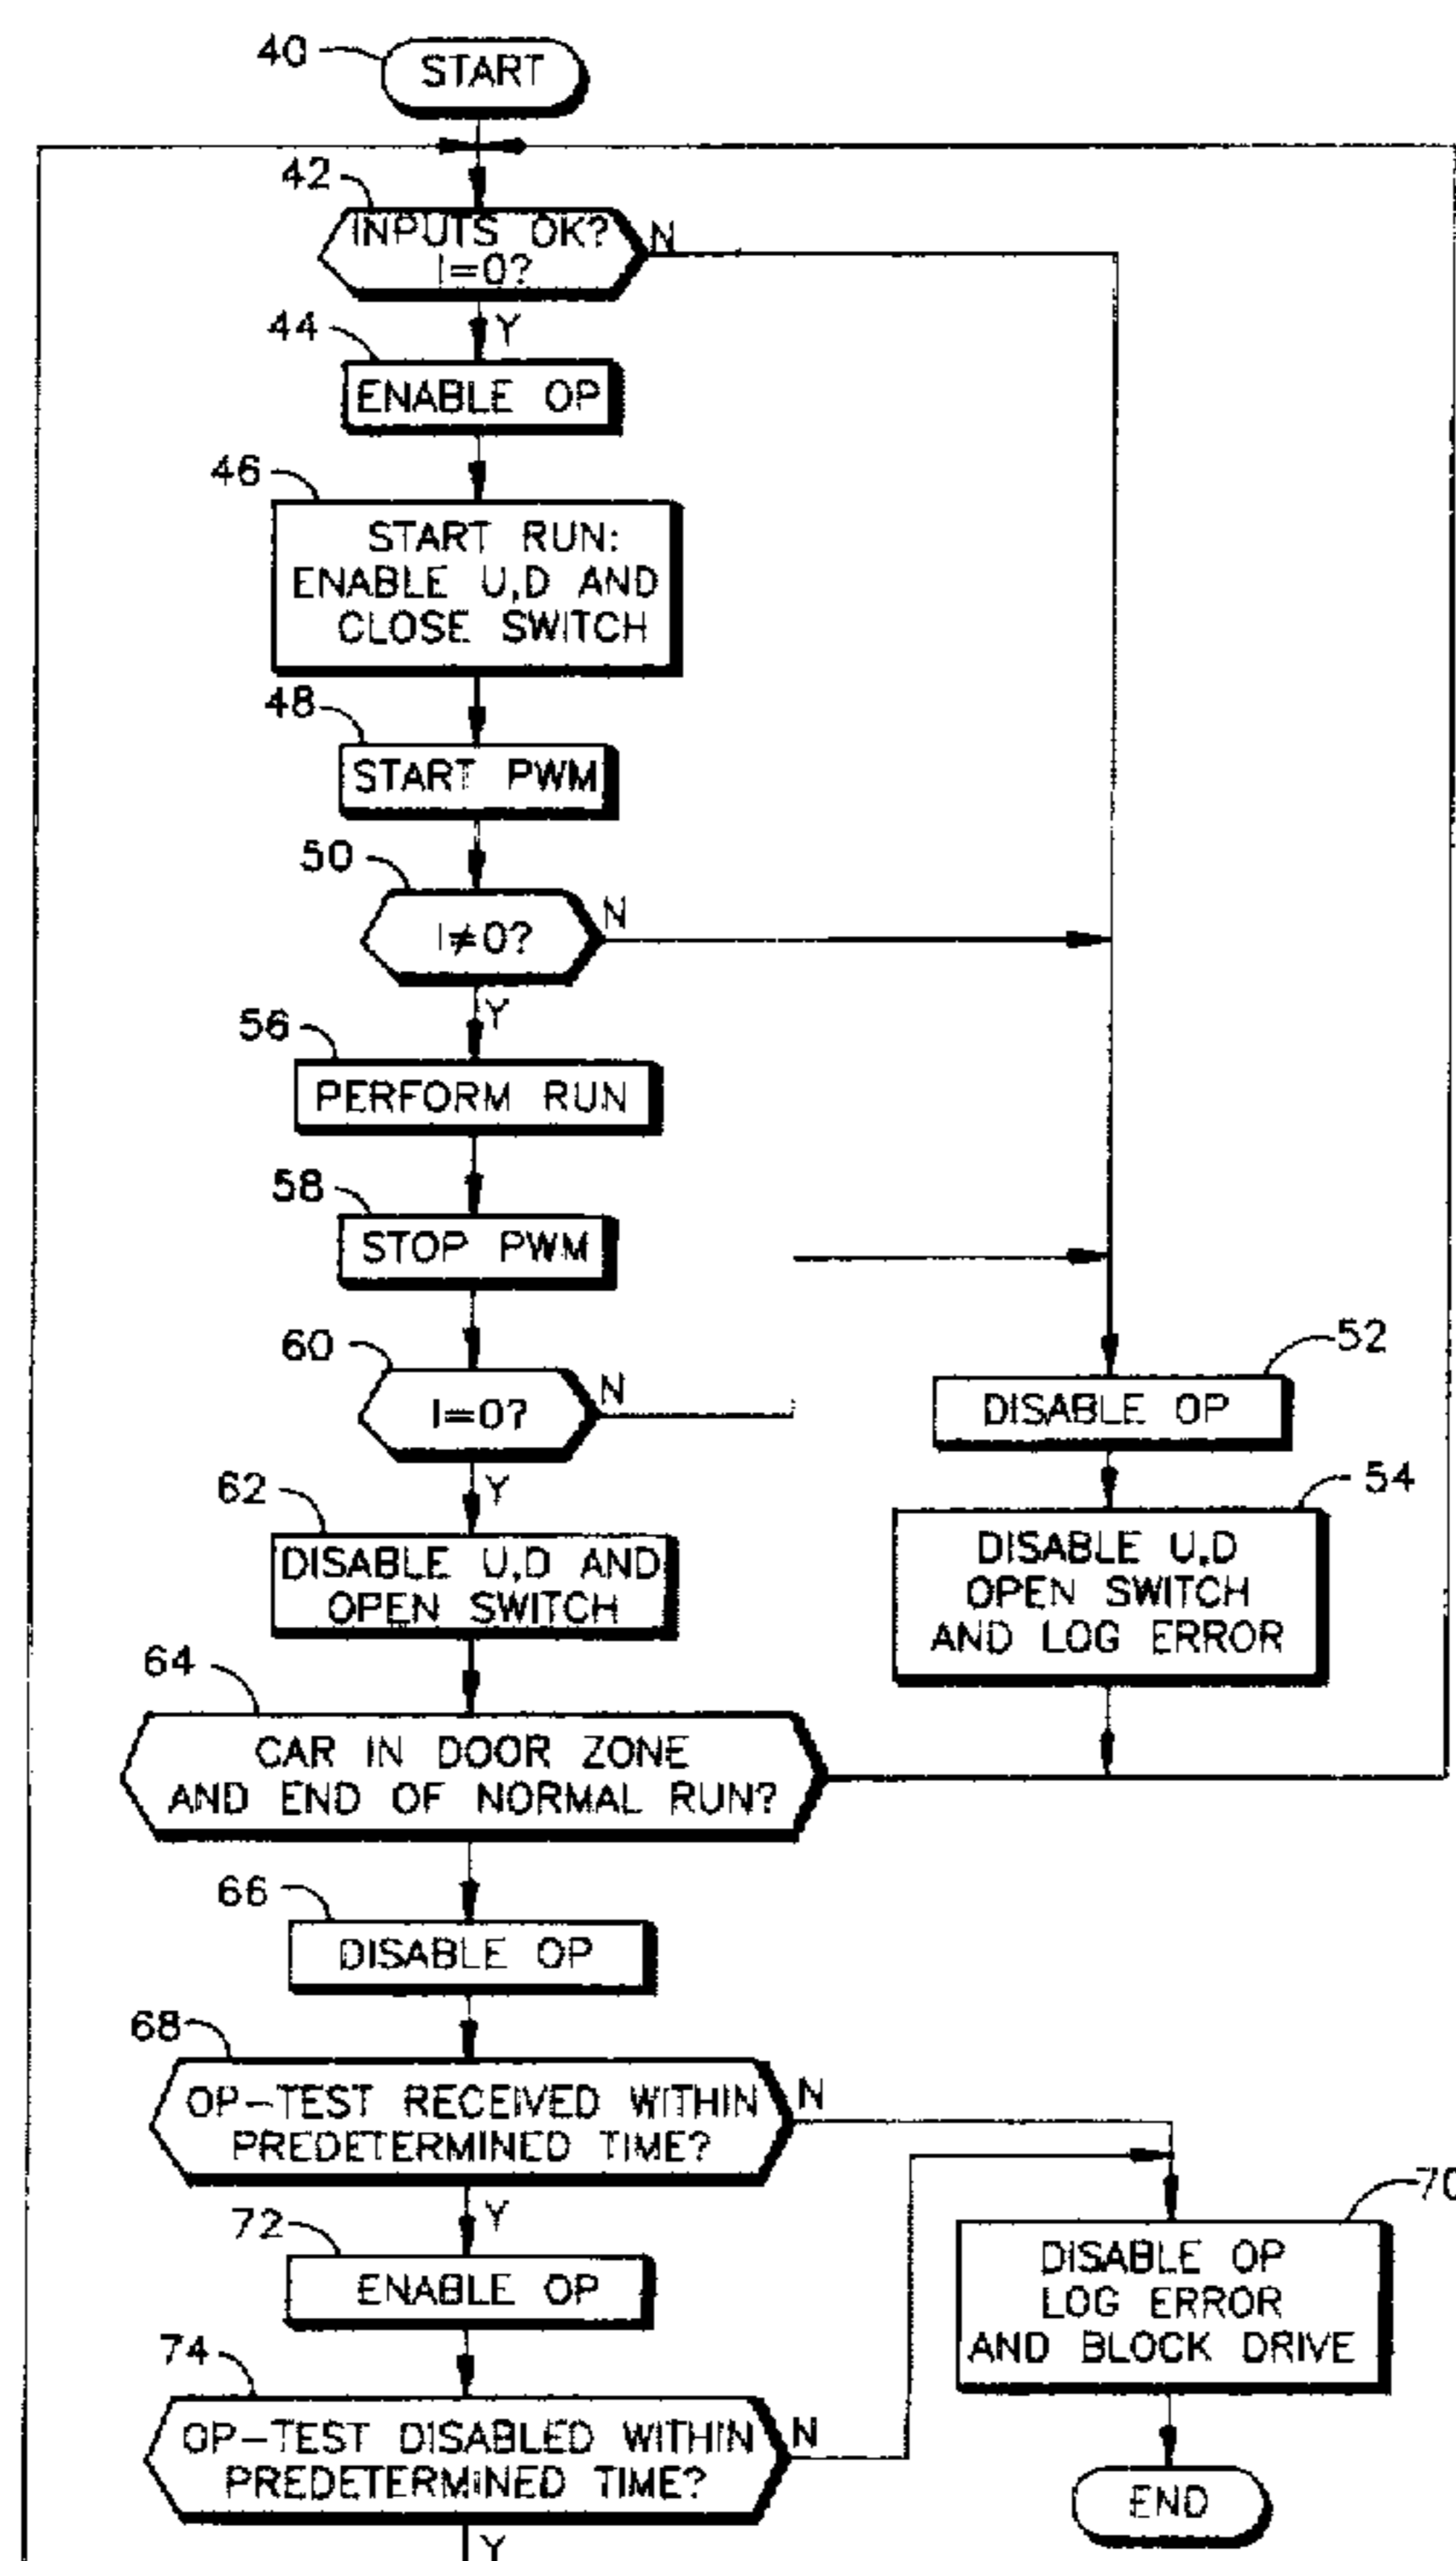 40
START
42
INPUTS OK?
I=0?
N
Y
44
ENABLE OP
46
START RUN:
ENABLE U,D AND
CLOSE SWITCH
48
START PWM
50
I≠0?
N
Y
56
PERFORM RUN
58
STOP PWM
60
I=0?
N
Y
52
DISABLE OP
54
DISABLE U,D
OPEN SWITCH
AND LOG ERROR
62
DISABLE U,D AND
OPEN SWITCH
64
CAR IN DOOR ZONE
AND END OF NORMAL RUN?
66
DISABLE OP
68
OP-TEST RECEIVED WITHIN
PREDETERMINED TIME?
N
Y
70
DISABLE OP
LOG ERROR
AND BLOCK DRIVE
72
ENABLE OP
74
OP-TEST DISABLED WITHIN
PREDETERMINED TIME?
N
Y
END